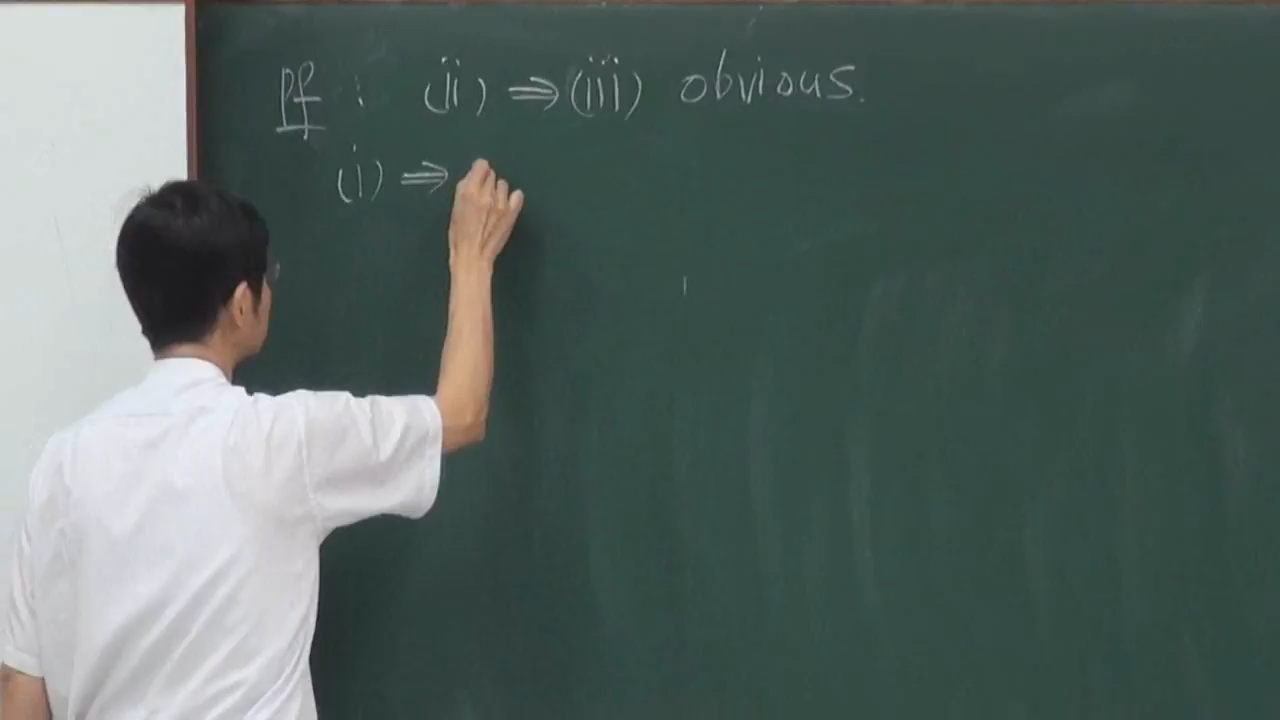 pf : (ii) ⇒ (iii) obvious.
(i) ⇒